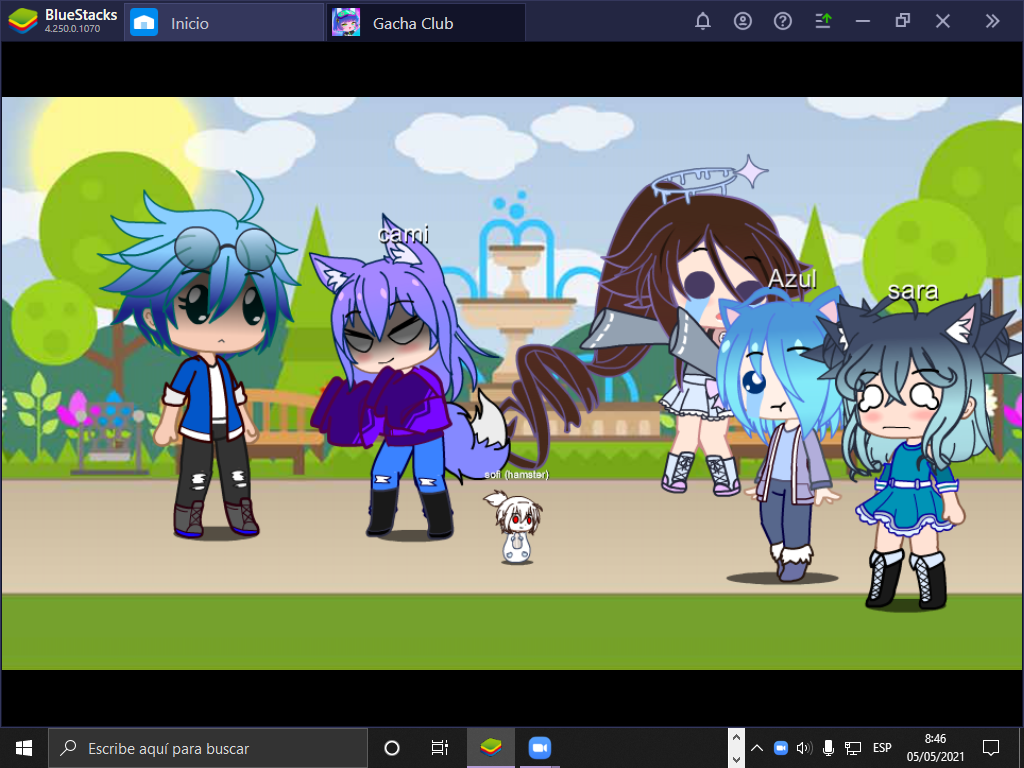 BlueStacks
4.250.0.1070
Inicio
Gacha Club
cami
Azul
sara
sofi (hamster)
Escribe aquí para buscar
ESP
8:46
05/05/2021